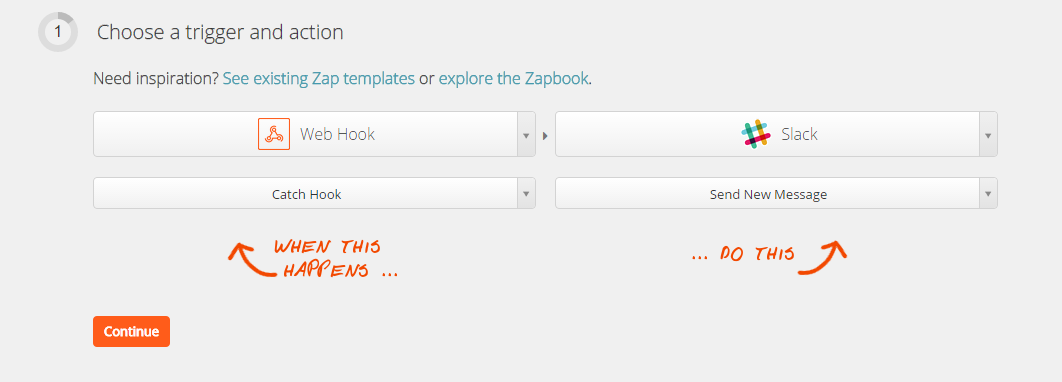 1 Choose a trigger and action
Need inspiration? See existing Zap templates or explore the Zapbook.
Web Hook
Slack
Catch Hook
Send New Message
WHEN THIS
HAPPENS ...
... DO THIS
Continue